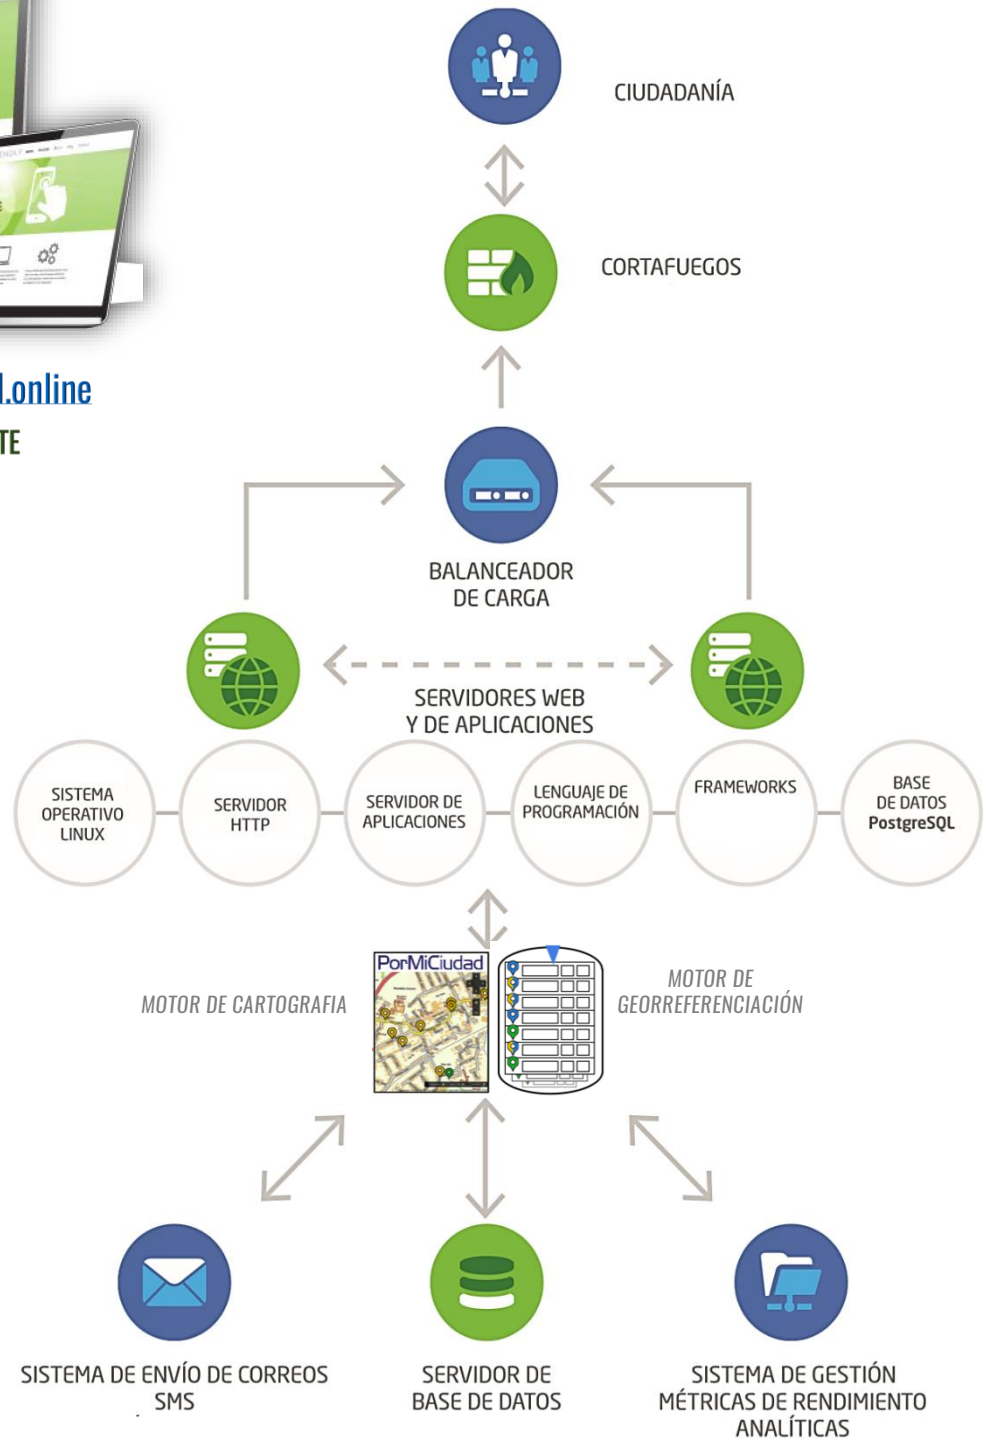 CIUDADANÍA
CORTAFUEGOS
l.online
TE
BALANCEADOR
DE CARGA
SERVIDORES WEB
Y DE APLICACIONES
SISTEMA
OPERATIVO
LINUX
SERVIDOR
HTTP
SERVIDOR DE
APLICACIONES
LENGUAJE DE
PROGRAMACIÓN
FRAMEWORKS
BASE
DE DATOS
PostgreSQL
PorMiCiudad
MOTOR DE CARTOGRAFIA
MOTOR DE
GEORREFERENCIACIÓN
SISTEMA DE ENVÍO DE CORREOS
SMS
SERVIDOR DE
BASE DE DATOS
SISTEMA DE GESTIÓN
MÉTRICAS DE RENDIMIENTO
ANALÍTICAS